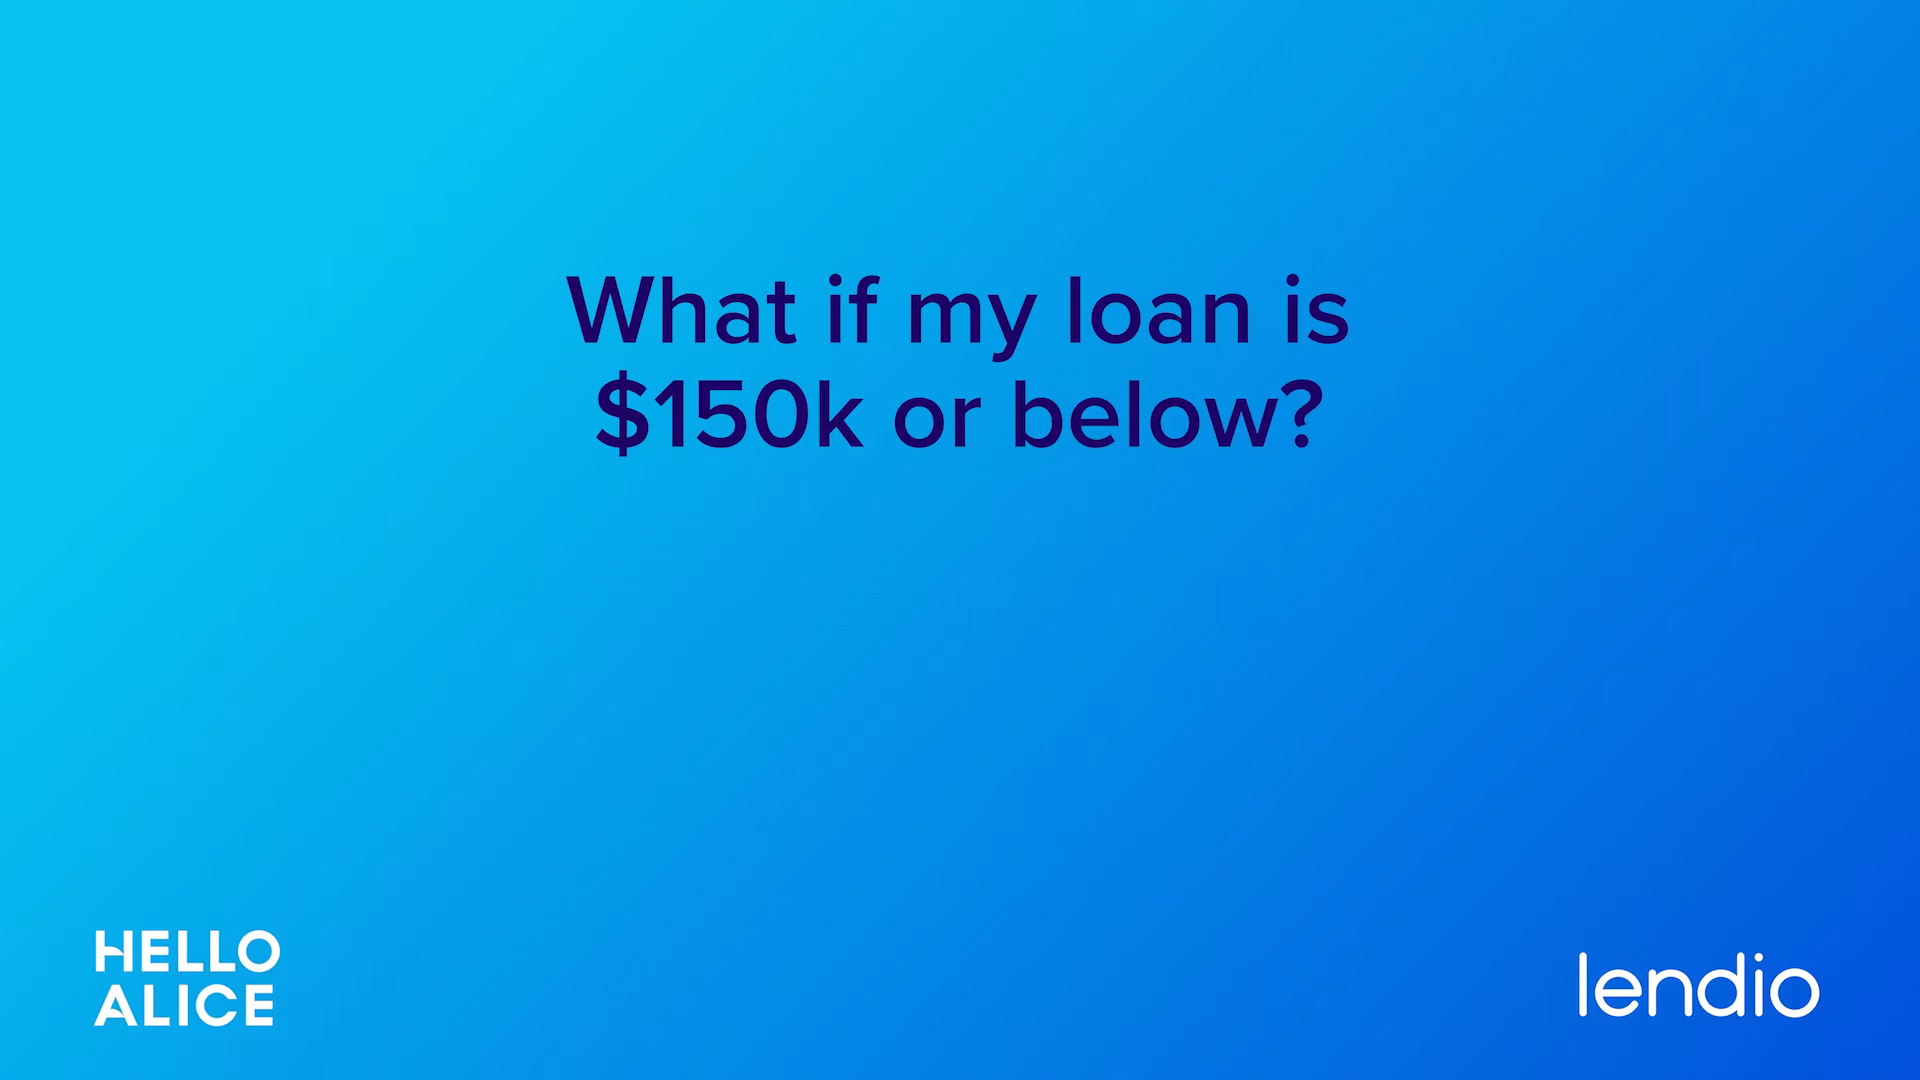 What if my loan is
$150k or below?
HELLO
ALICE
lendio